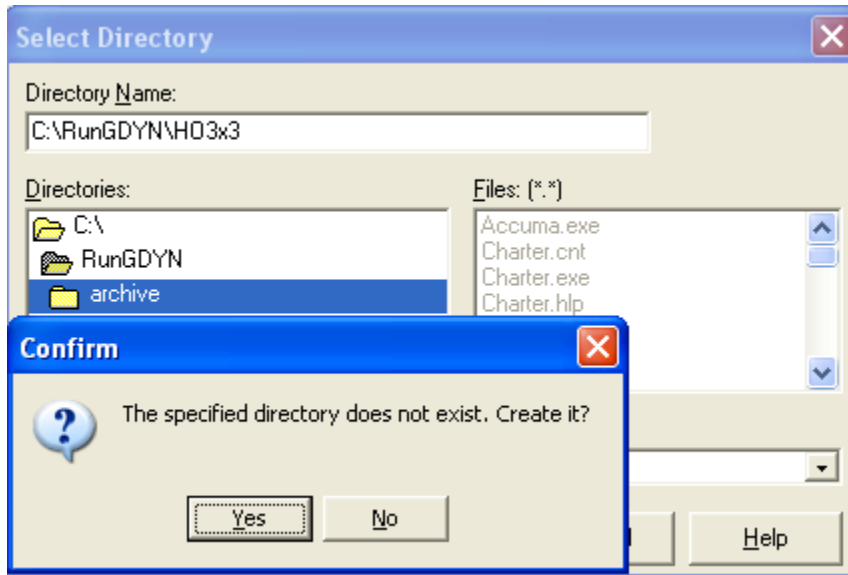 Select Directory
Directory Name:
C:\RunGDYN\HO3x3
Directories:
Files: (*.*)
C:\
RunGDYN
archive
Accuma.exe
Charter.cnt
Charter.exe
Charter.hlp
Confirm
The specified directory does not exist. Create it?
Yes
No
Help